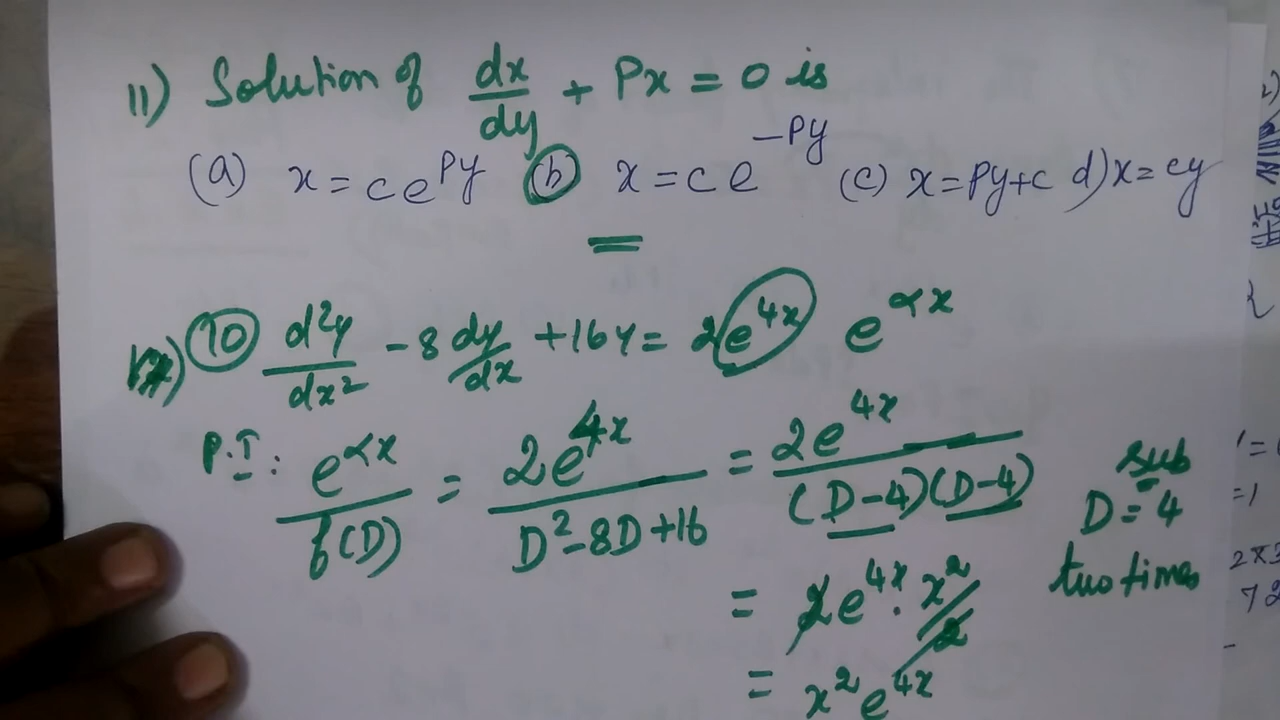 11) Solution of dx/dy + Px = 0 is
(a) x = ce^Py (b) x = ce^-Py (c) x = Py+c d) x = cy
10 d²y/dx² - 8 dy/dx + 16y = 2e^4x e^αx
P.I: e^αx/f(D) = 2e^4x/D²-8D+16 = 2e^4x/(D-4)(D-4) sub
D = 4
= 2e^4x . x²/2 two times
= x² e^4x